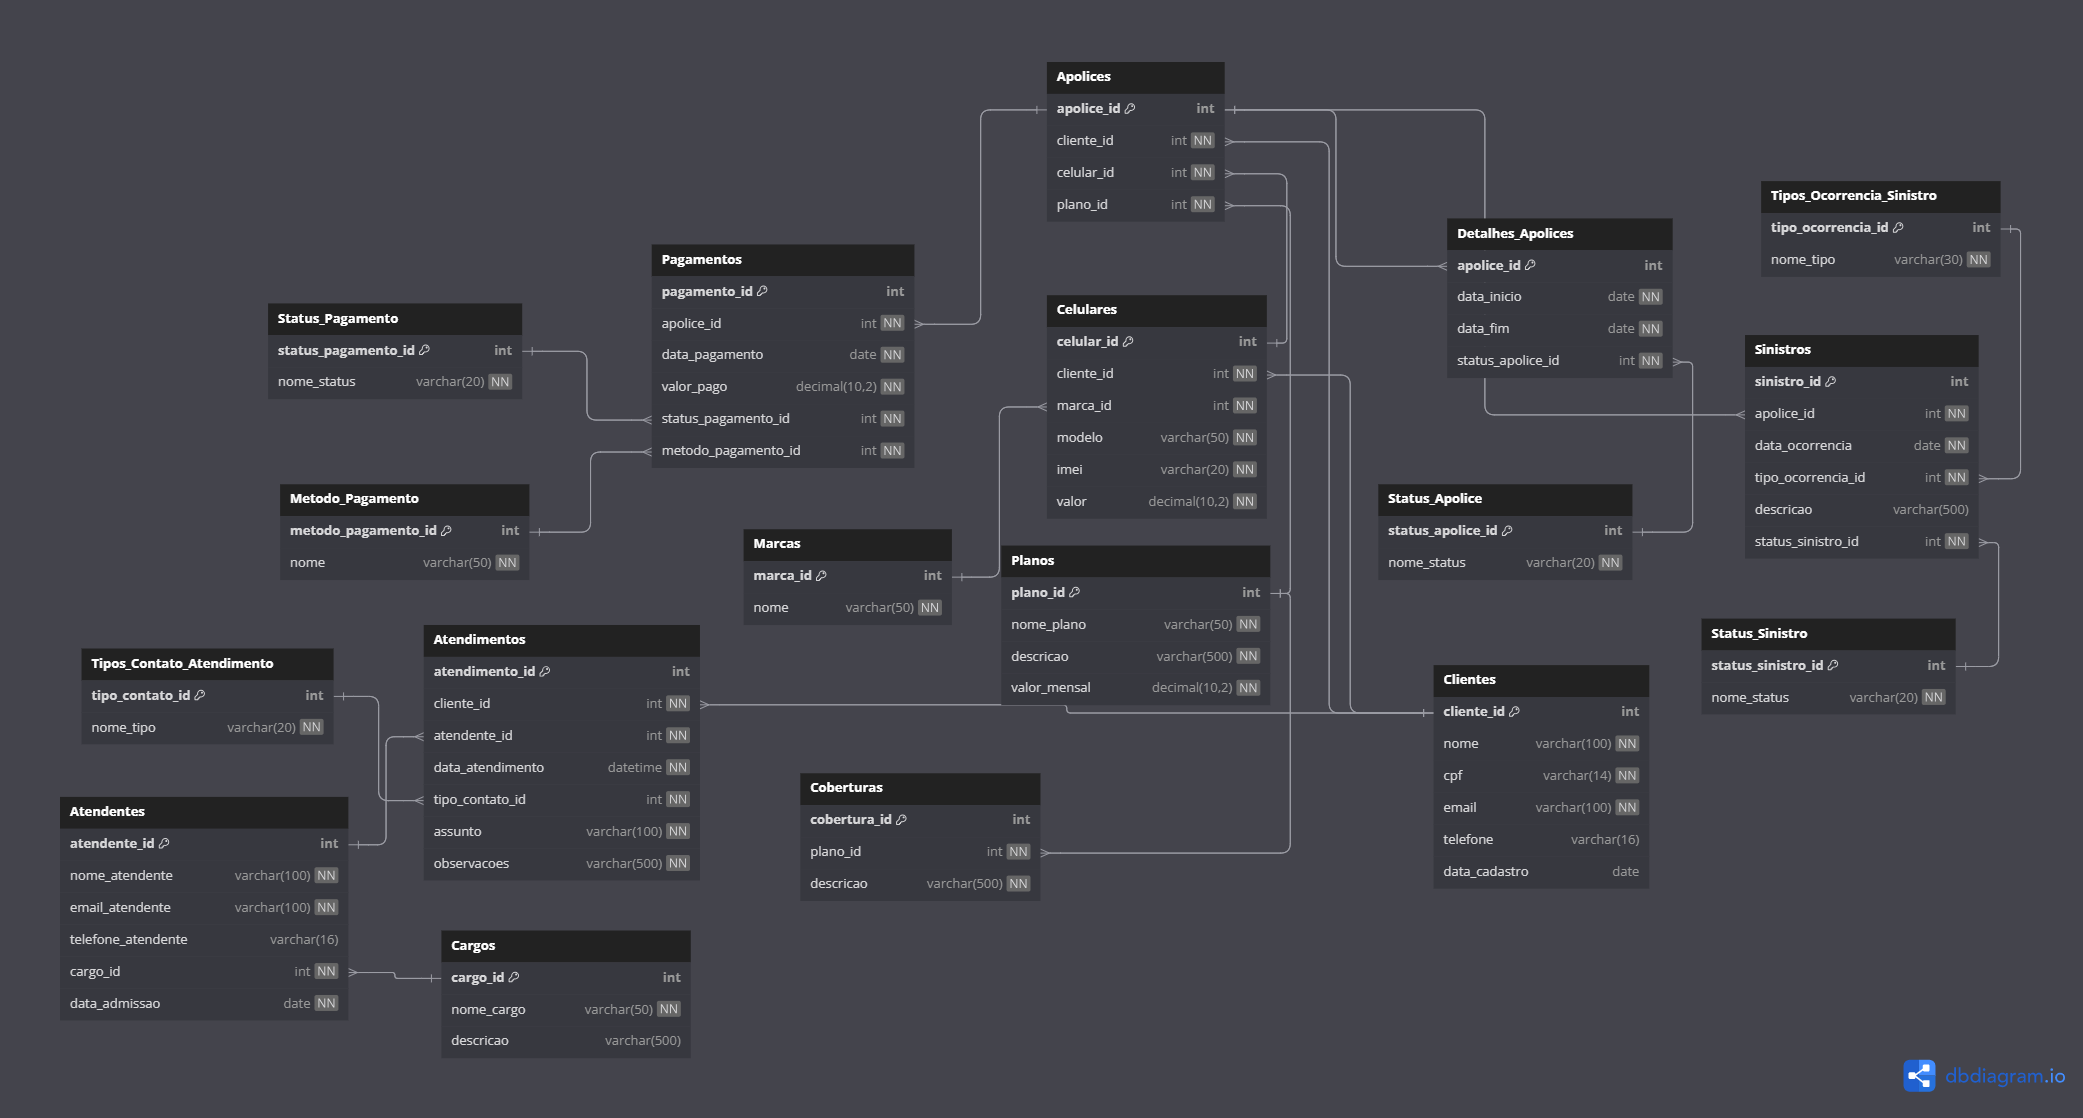 Apolices
apolice_id int
cliente_id int NN
celular_id int NN
plano_id int NN
Tipos_Ocorrencia_Sinistro
tipo_ocorrencia_id int
nome_tipo varchar(30) NN
Detalhes_Apolices
apolice_id int
data_inicio date NN
data_fim date NN
status_apolice_id int NN
Pagamentos
pagamento_id int
apolice_id int NN
data_pagamento date NN
valor_pago decimal(10,2) NN
status_pagamento_id int NN
metodo_pagamento_id int NN
Status_Pagamento
status_pagamento_id int
nome_status varchar(20) NN
Celulares
celular_id int
cliente_id int NN
marca_id int NN
modelo varchar(50) NN
imei varchar(20) NN
valor decimal(10,2) NN
Sinistros
sinistro_id int
apolice_id int NN
data_ocorrencia date NN
tipo_ocorrencia_id int NN
descricao varchar(500)
status_sinistro_id int NN
Metodo_Pagamento
metodo_pagamento_id int
nome varchar(50) NN
Status_Apolice
status_apolice_id int
nome_status varchar(20) NN
Marcas
marca_id int
nome varchar(50) NN
Planos
plano_id int
nome_plano varchar(50) NN
descricao varchar(500) NN
valor_mensal decimal(10,2) NN
Status_Sinistro
status_sinistro_id int
nome_status varchar(20) NN
Tipos_Contato_Atendimento
tipo_contato_id int
nome_tipo varchar(20) NN
Atendimentos
atendimento_id int
cliente_id int NN
atendente_id int NN
data_atendimento datetime NN
tipo_contato_id int NN
assunto varchar(100) NN
observacoes varchar(500) NN
Clientes
cliente_id int
nome varchar(100) NN
cpf varchar(14) NN
email varchar(100) NN
telefone varchar(16)
data_cadastro date
Coberturas
cobertura_id int
plano_id int NN
descricao varchar(500) NN
Atendentes
atendente_id int
nome_atendente varchar(100) NN
email_atendente varchar(100) NN
telefone_atendente varchar(16)
cargo_id int NN
data_admissao date NN
Cargos
cargo_id int
nome_cargo varchar(50) NN
descricao varchar(500)
dbdiagram.io